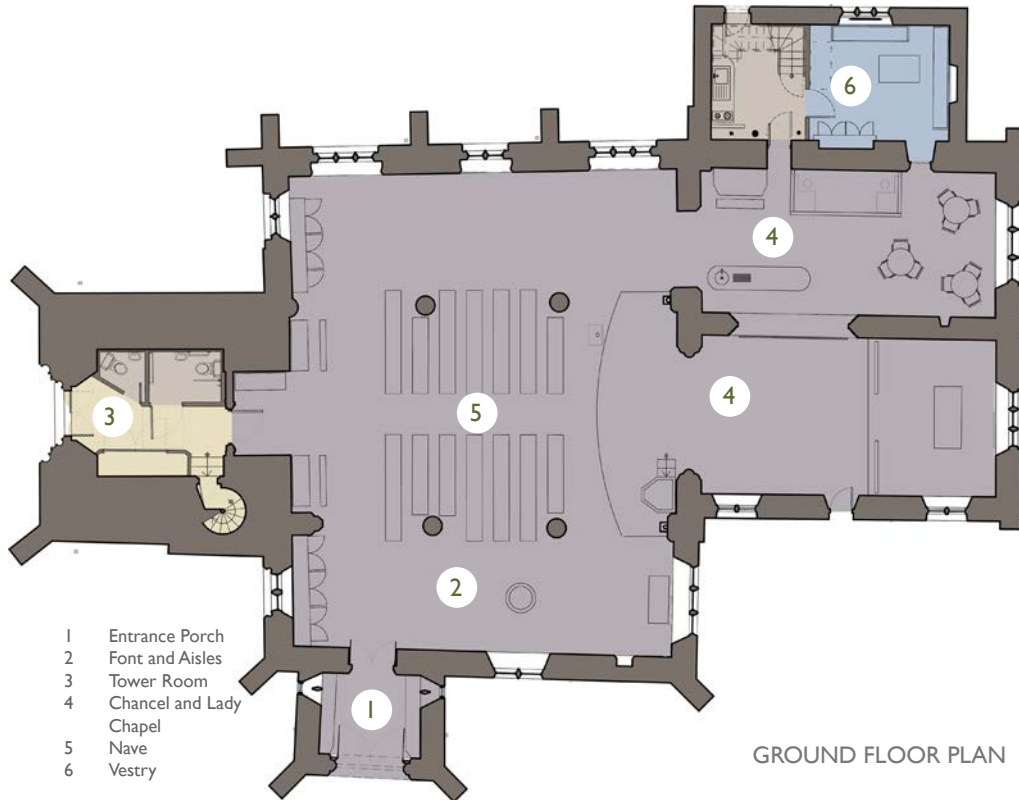 6
4
4
3
5
2
1
1 Entrance Porch
2 Font and Aisles
3 Tower Room
4 Chancel and Lady
Chapel
5 Nave
6 Vestry
GROUND FLOOR PLAN